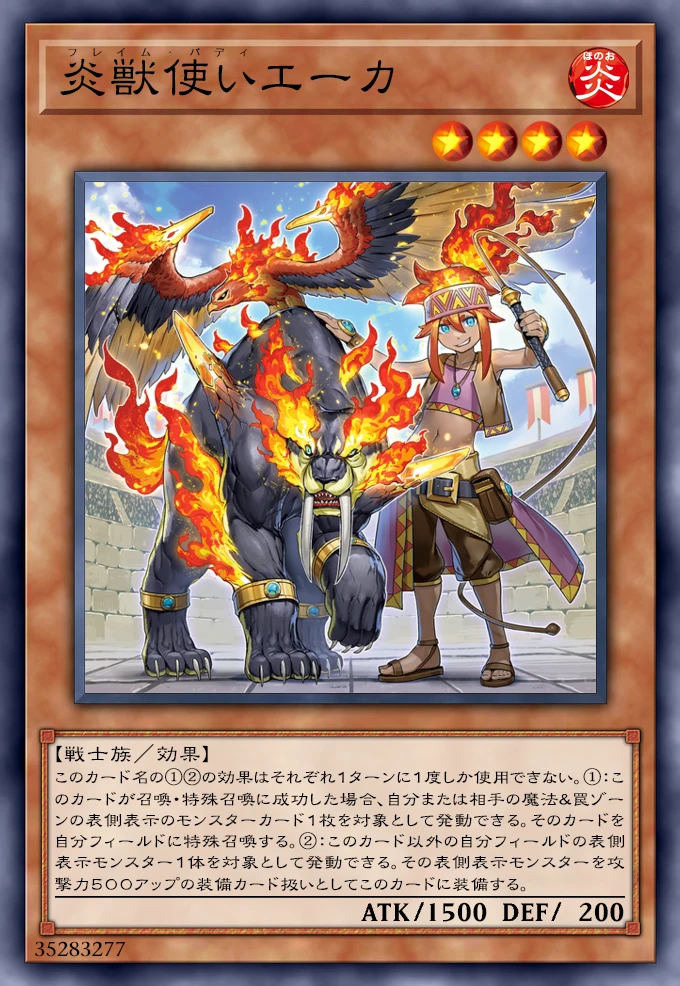 フレイム・バディ
炎獣使いエーカ
ほのお
炎
【戦士族／効果】
このカード名の①②の効果はそれぞれ1ターンに1度しか使用できない。①：こ
のカードが召喚・特殊召喚に成功した場合、自分または相手の魔法&罠ゾー
ンの表側表示のモンスターカード1枚を対象として発動できる。そのカードを
自分フィールドに特殊召喚する。②：このカード以外の自分フィールドの表側
表示モンスター1体を対象として発動できる。その表側表示モンスターを攻
撃力500アップの装備カード扱いとしてこのカードに装備する。
ATK/1500 DEF/ 200
35283277